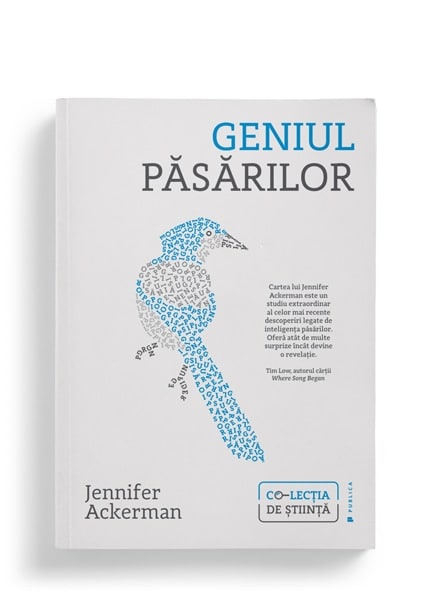 GENIUL
PĂSĂRILOR
Cartea lui Jennifer
Ackerman este un
studiu extraordinar
al celor mai recente
descoperiri legate de
inteligența păsărilor.
Oferă atât de multe
surprize încât devine
o revelație.
Tim Low, autorul cărții
Where Song Began
Jennifer
Ackerman
CO-LECȚIA
DE ȘTIINȚĂ
PUBLICA